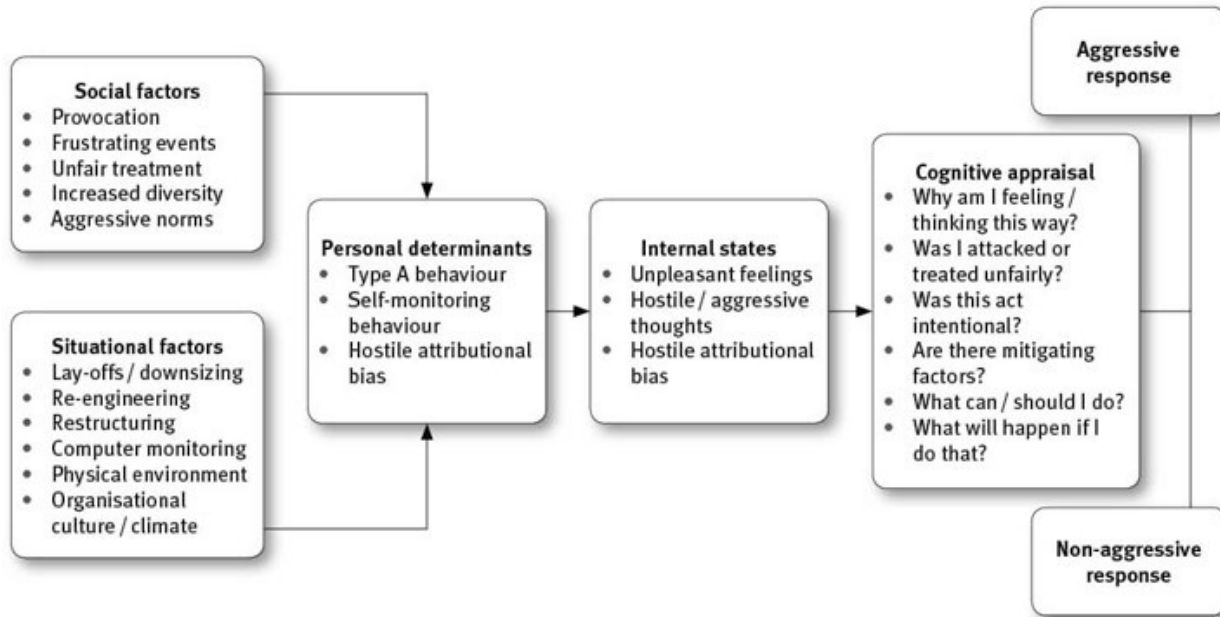 Social factors
• Provocation
• Frustrating events
• Unfair treatment
• Increased diversity
• Aggressive norms
Situational factors
• Lay-offs / downsizing
• Re-engineering
• Restructuring
• Computer monitoring
• Physical environment
• Organisational
culture / climate
Personal determinants
• Type A behaviour
• Self-monitoring
behaviour
• Hostile attributional
bias
Internal states
• Unpleasant feelings
• Hostile / aggressive
thoughts
• Hostile attributional
bias
Cognitive appraisal
• Why am I feeling /
thinking this way?
• Was I attacked or
treated unfairly?
• Was this act
intentional?
• Are there mitigating
factors?
• What can / should I do?
• What will happen if I
do that?
Aggressive
response
Non-aggressive
response